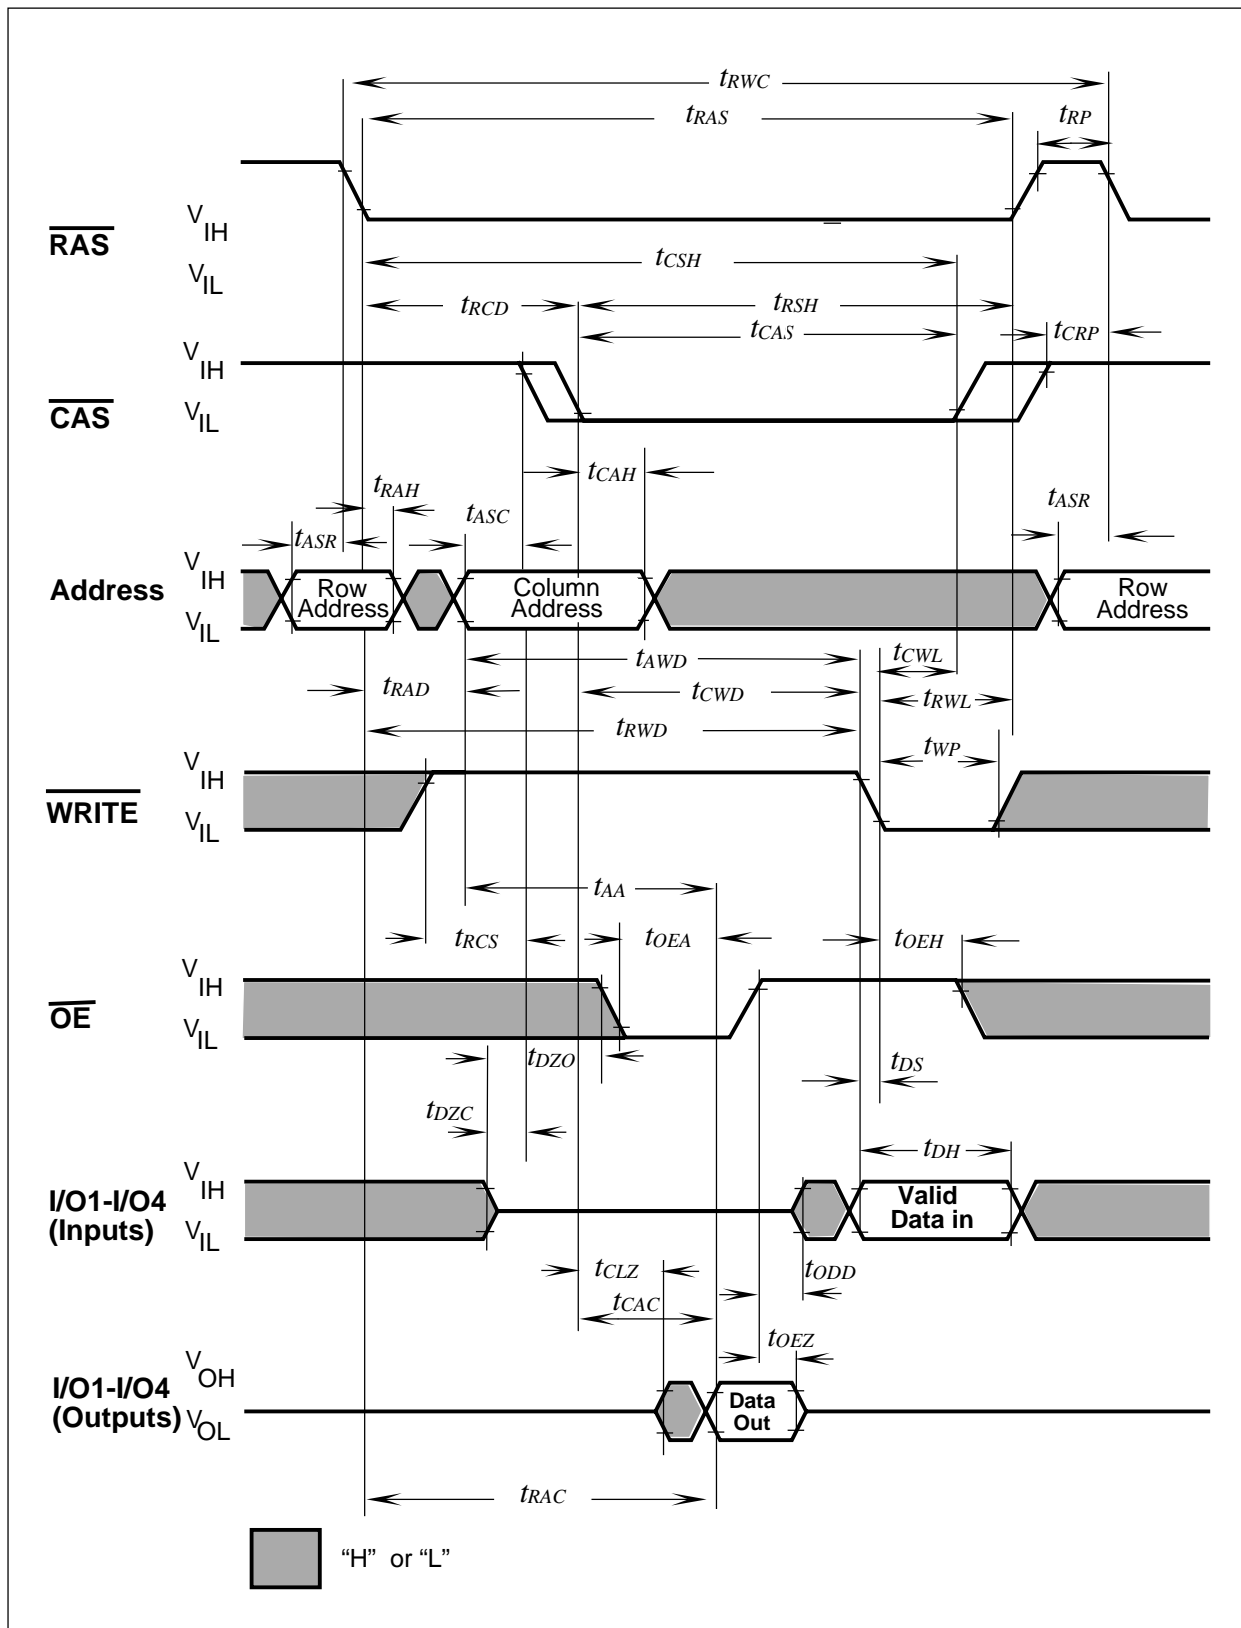 tRWC
tRAS
tRP
RAS
VIH
VIL
tCSH
tRCD
tRSH
tCAS
tCRP
CAS
VIH
VIL
tRAH
tCAH
tASR
tASC
tASR
Address
VIH
VIL
Row
Address
Column
Address
Row
Address
tAWD
tCWL
tRAD
tCWD
tRWL
tRWD
tWP
WRITE
VIH
VIL
tAA
tRCS
tOEA
tOEH
OE
VIH
VIL
tDZO
tDS
tDZC
tDH
I/O1-I/O4
(Inputs)
VIH
VIL
Valid
Data in
tCLZ
tODD
tCAC
tOEZ
I/O1-I/O4
(Outputs)
VOH
VOL
Data
Out
tRAC
“H” or “L”